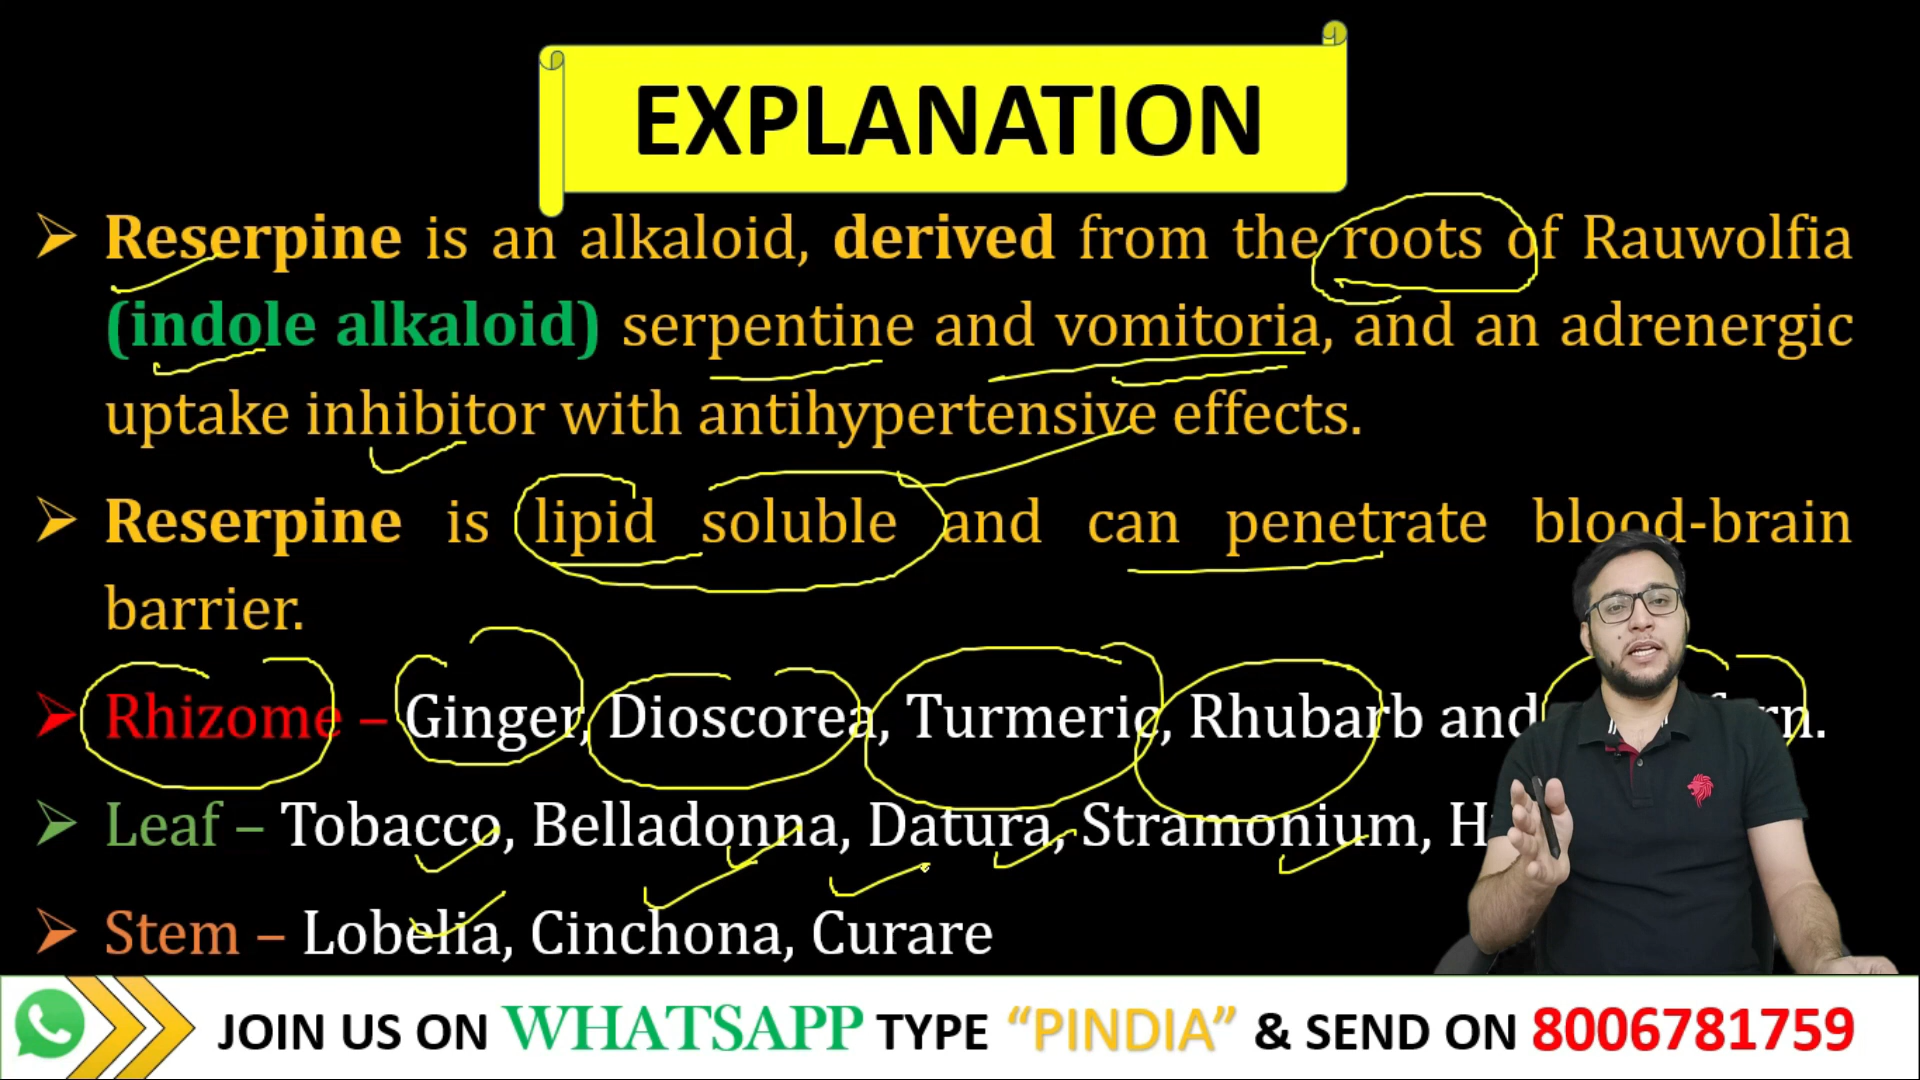 EXPLANATION
Reserpine is an alkaloid, derived from the roots of Rauwolfia
(indole alkaloid) serpentine and vomitoria, and an adrenergic
uptake inhibitor with antihypertensive effects.
Reserpine is lipid soluble and can penetrate blood-brain
barrier.
Rhizome – Ginger, Dioscorea, Turmeric, Rhubarb and
Leaf – Tobacco, Belladonna, Datura, Stramonium,
Stem – Lobelia, Cinchona, Curare
JOIN US ON WHATSAPP TYPE “PINDIA” & SEND ON 8006781759